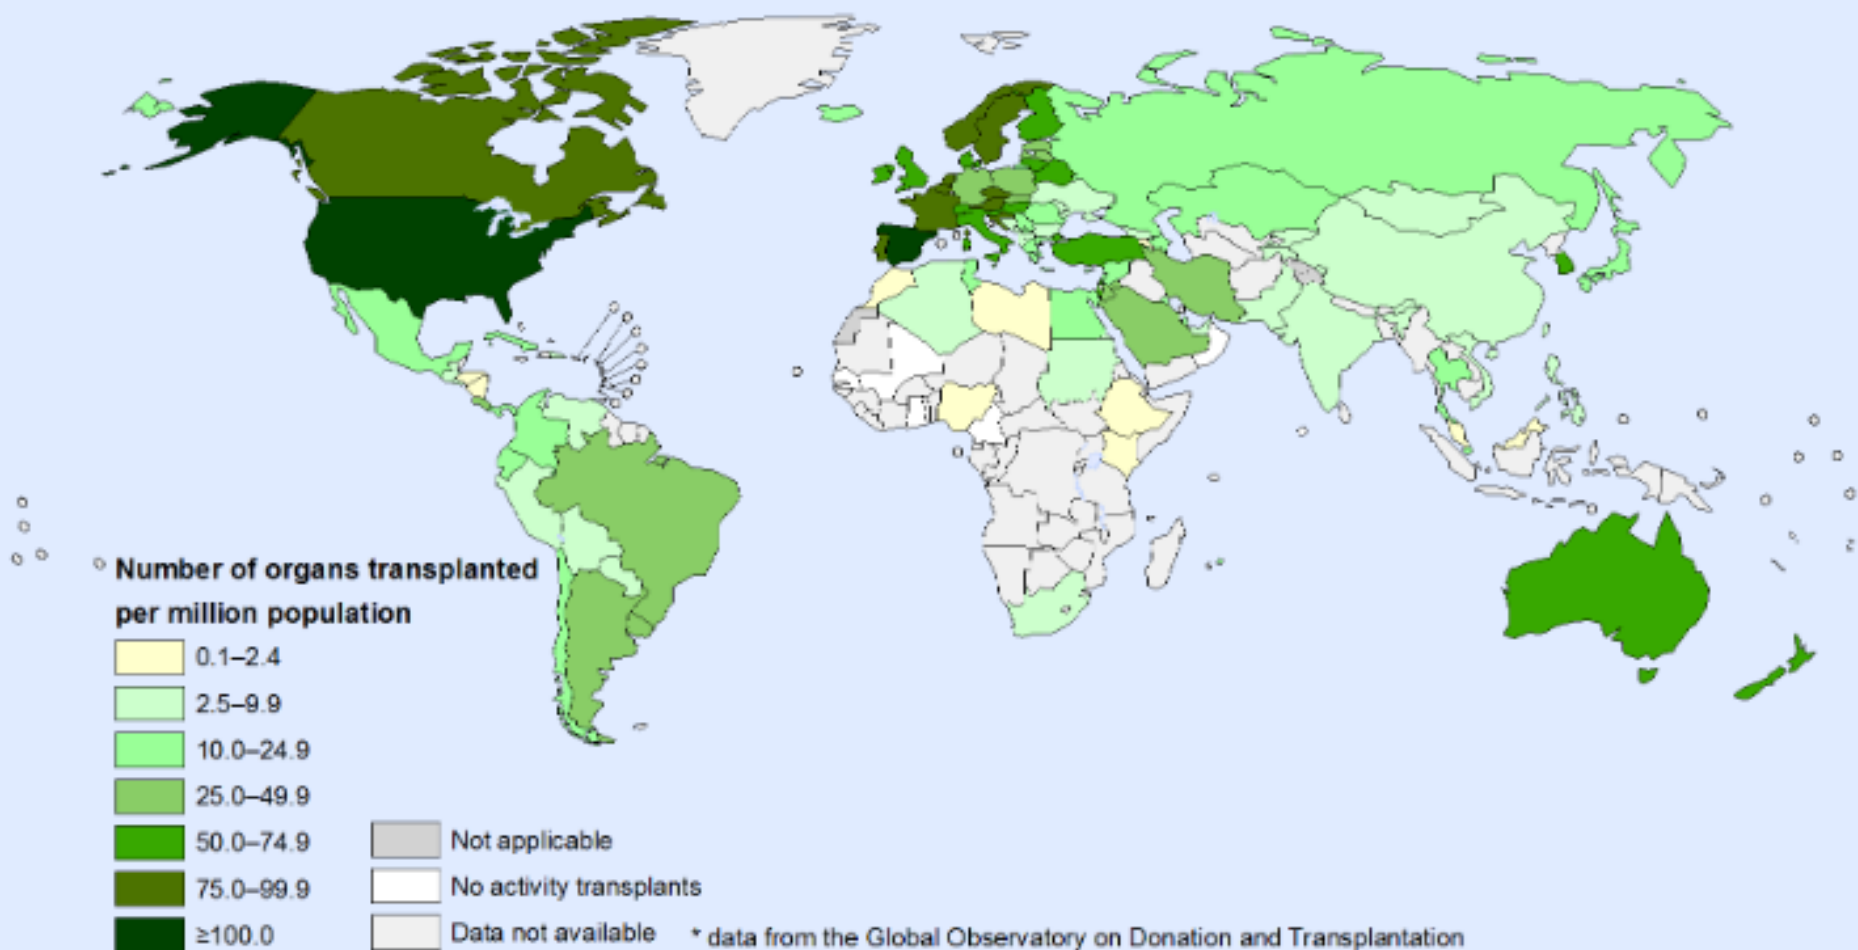 Number of organs transplanted
per million population
0.1–2.4
2.5–9.9
10.0–24.9
25.0–49.9
50.0–74.9
75.0–99.9
≥100.0
Not applicable
No activity transplants
Data not available
* data from the Global Observatory on Donation and Transplantation